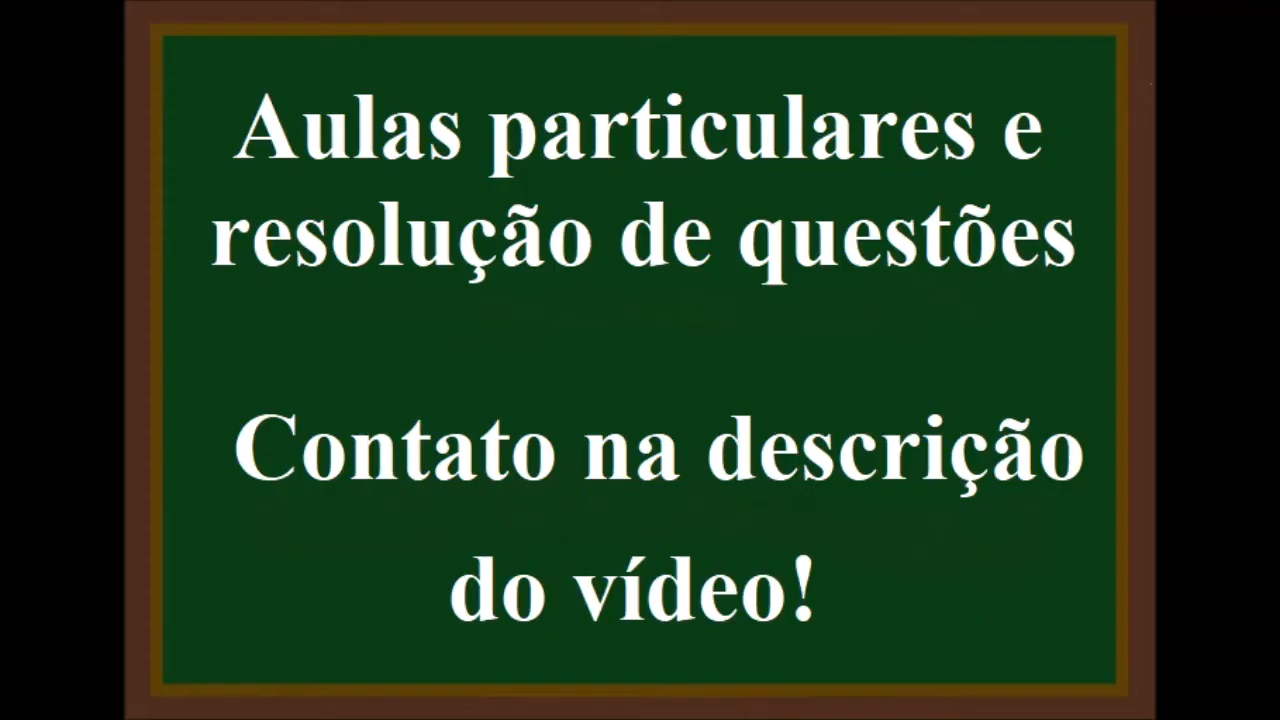 Aulas particulares e
resolução de questões
Contato na descrição
do vídeo!